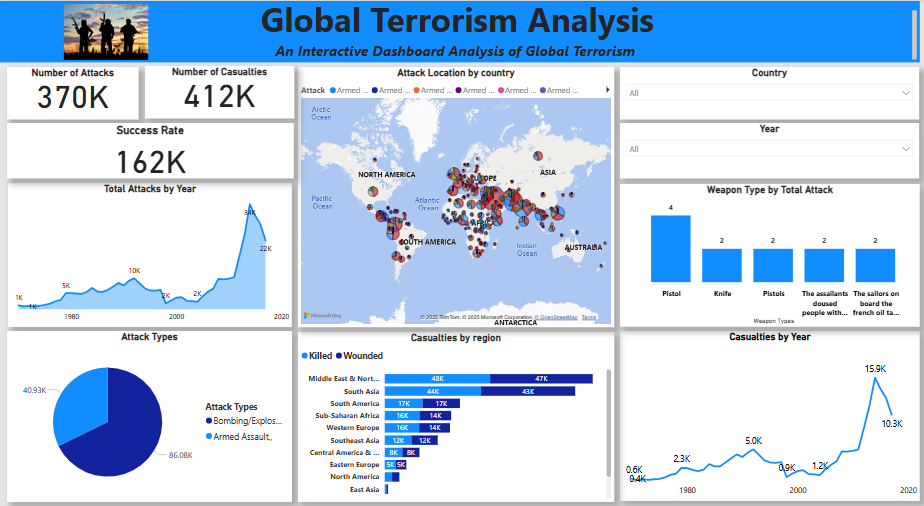 Global Terrorism Analysis
An Interactive Dashboard Analysis of Global Terrorism
Number of Attacks
370K
Number of Casualties
412K
Success Rate
162K
Attack Location by country
Attack Armed ... Armed ... Armed ... Armed ... Armed ... Armed ...
Arctic
Ocean
NORTH AMERICA
EUROPE
ASIA
Pacific
Ocean
Atlantic
Ocean
AFRICA
SOUTH AMERICA
Indian
Ocean
AUSTRALIA
Microsoft Bing
© 2025 TomTom, © 2025 Microsoft Corporation, © OpenStreetMap Terms
ANTARCTICA
Country
All
Year
All
Total Attacks by Year
1K
1K
5K
10K
2K
2K
34K
22K
1980
2000
2020
Weapon Type by Total Attack
4
2
2
2
2
Pistol
Knife
Pistols
The assailants
doused
people with...
The sailors on
board the
french oil ta...
Weapon Types
Attack Types
40.93K
86.08K
Attack Types
Bombing/Explos...
Armed Assault,,
Casualties by region
Killed Wounded
Middle East & Nort... 48K 47K
South Asia 44K 43K
South America 17K 17K
Sub-Saharan Africa 16K 14K
Western Europe 16K 14K
Southeast Asia 12K 12K
Central America &... 8K 8K
Eastern Europe 5K 5K
North America
East Asia
Casualties by Year
0.6K
0.4K
2.3K
5.0K
0.9K
1.2K
15.9K
10.3K
1980
2000
2020